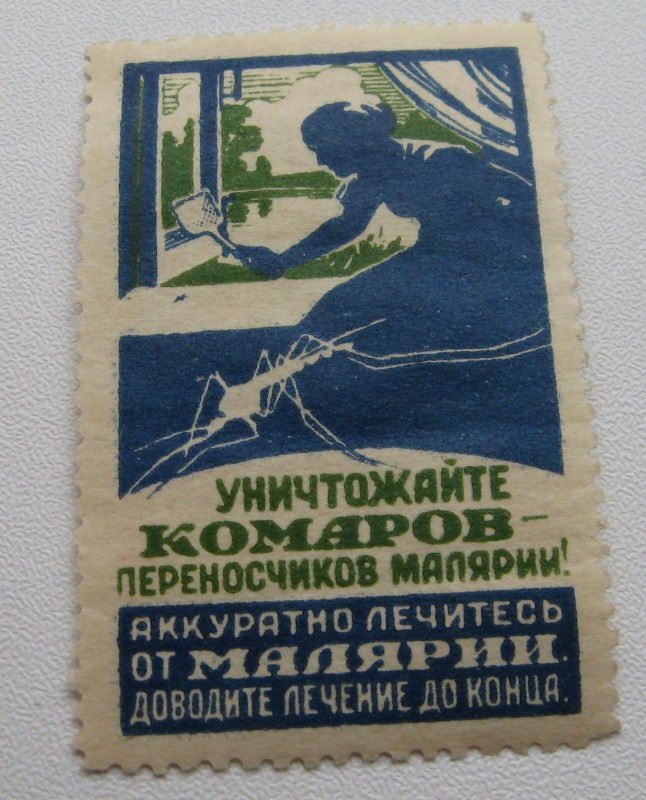 УНИЧТОЖАЙТЕ
КОМАРОВ-
ПЕРЕНОСЧИКОВ МАЛЯРИИ!
АККУРАТНО ЛЕЧИТЕСЬ
ОТ МАЛЯРИИ.
ДОВОДИТЕ ЛЕЧЕНИЕ ДО КОНЦА.